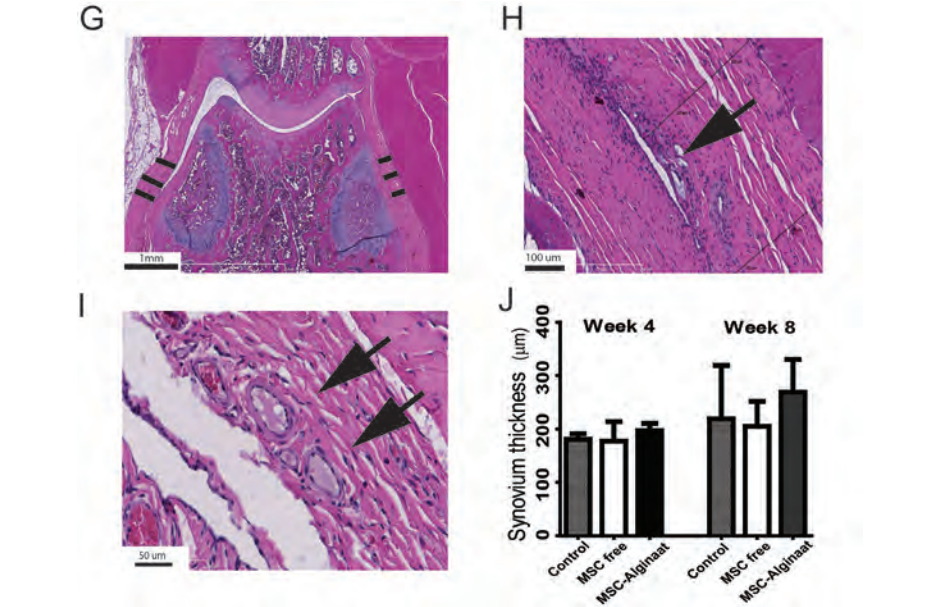 G
H
1mm
100 um
I
J
50 um
Synovium thickness (µm)
400
300
200
100
0
Week 4
Week 8
Control
MSC free
MSC-Alginaat
Control
MSC free
MSC-Alginaat